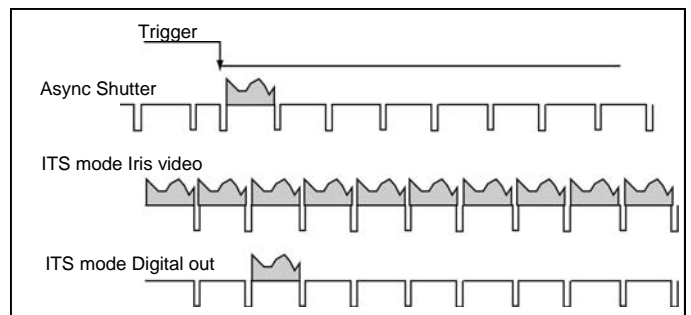 Trigger
Async Shutter
ITS mode Iris video
ITS mode Digital out